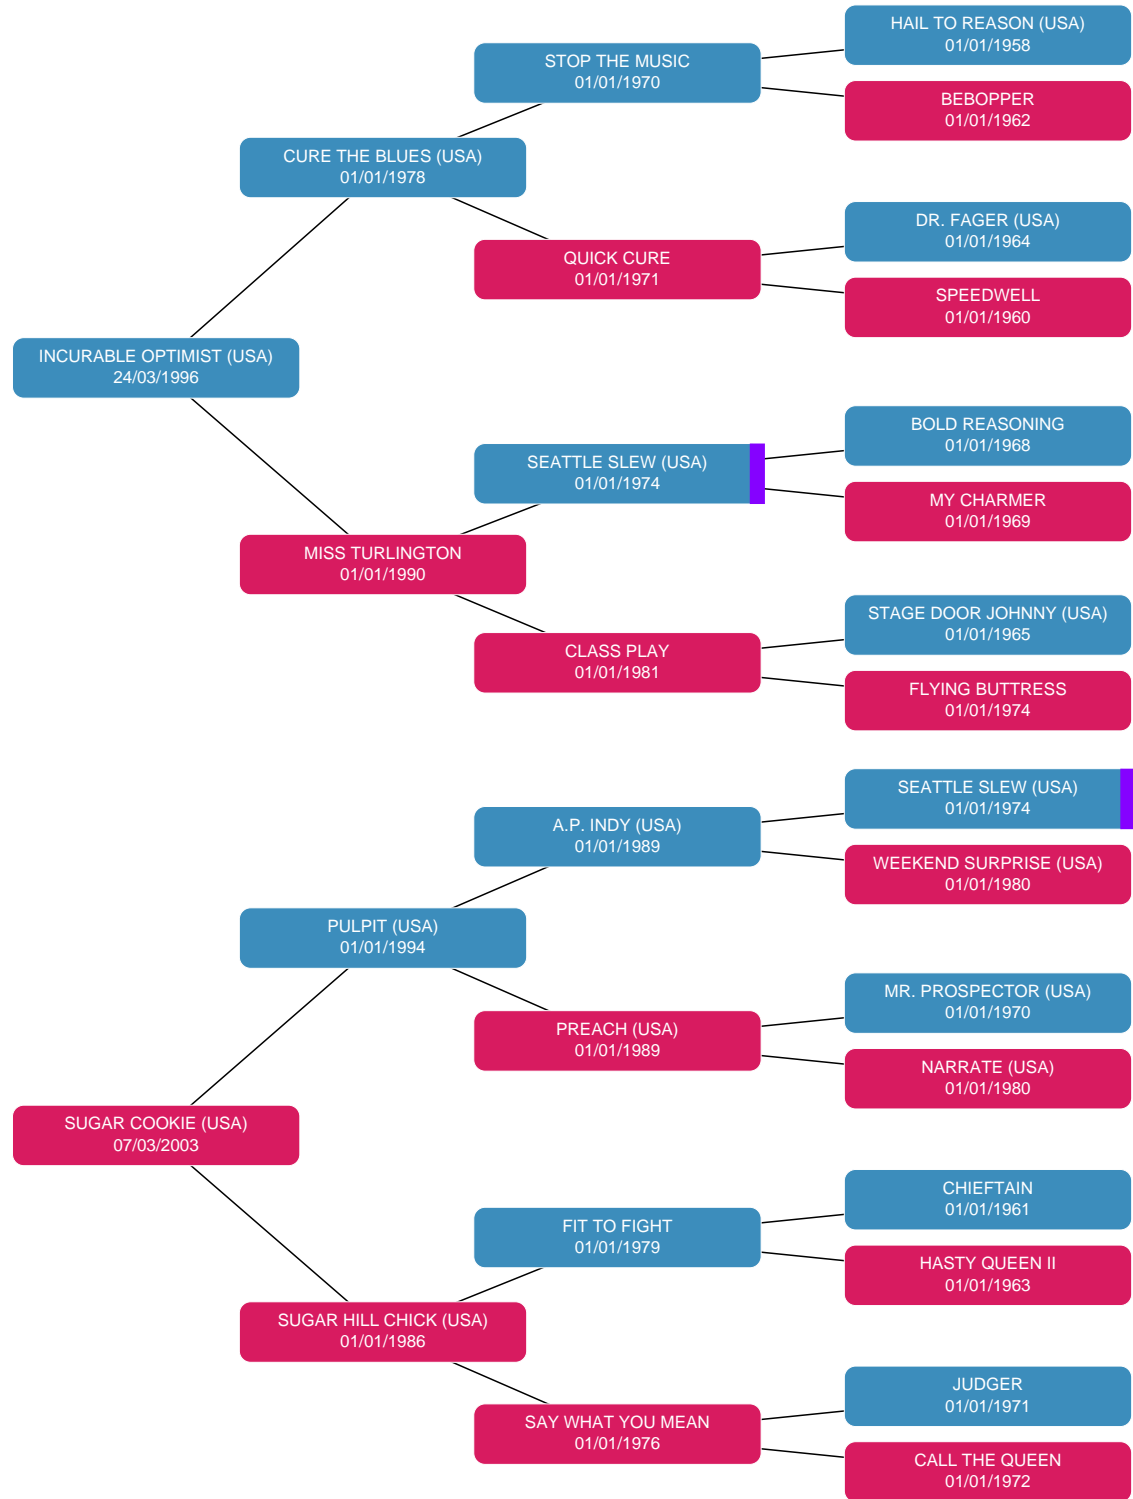 HAIL TO REASON (USA)
01/01/1958
STOP THE MUSIC
01/01/1970
BEBOPPER
01/01/1962
CURE THE BLUES (USA)
01/01/1978
DR. FAGER (USA)
01/01/1964
QUICK CURE
01/01/1971
SPEEDWELL
01/01/1960
INCURABLE OPTIMIST (USA)
24/03/1996
BOLD REASONING
01/01/1968
SEATTLE SLEW (USA)
01/01/1974
MY CHARMER
01/01/1969
MISS TURLINGTON
01/01/1990
STAGE DOOR JOHNNY (USA)
01/01/1965
CLASS PLAY
01/01/1981
FLYING BUTTRESS
01/01/1974
SEATTLE SLEW (USA)
01/01/1974
A.P. INDY (USA)
01/01/1989
WEEKEND SURPRISE (USA)
01/01/1980
PULPIT (USA)
01/01/1994
MR. PROSPECTOR (USA)
01/01/1970
PREACH (USA)
01/01/1989
NARRATE (USA)
01/01/1980
SUGAR COOKIE (USA)
07/03/2003
CHIEFTAIN
01/01/1961
FIT TO FIGHT
01/01/1979
HASTY QUEEN II
01/01/1963
SUGAR HILL CHICK (USA)
01/01/1986
JUDGER
01/01/1971
SAY WHAT YOU MEAN
01/01/1976
CALL THE QUEEN
01/01/1972